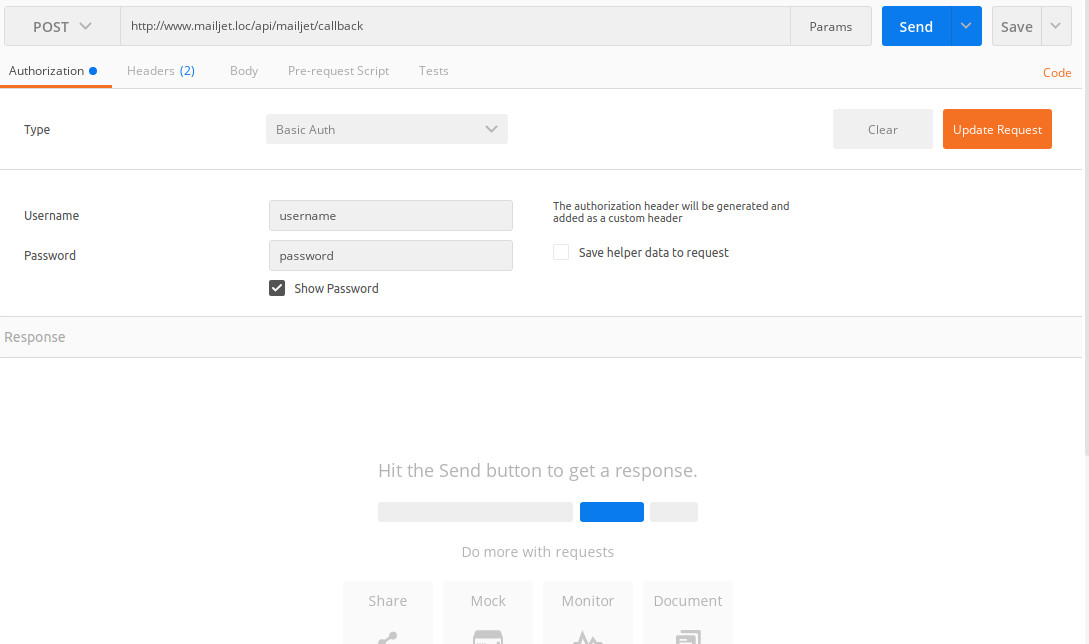 POST http://www.mailjet.loc/api/mailjet/callback Params Send Save
Authorization Headers (2) Body Pre-request Script Tests Code
Type Basic Auth Clear Update Request
Username username The authorization header will be generated and
added as a custom header
Password password Save helper data to request
Show Password
Response
Hit the Send button to get a response.
Do more with requests
Share Mock Monitor Document